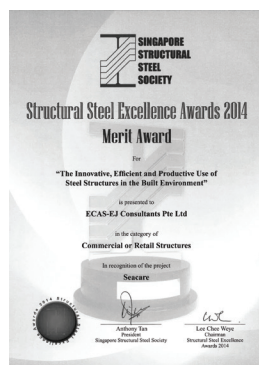 SINGAPORE
STRUCTURAL
STEEL
SOCIETY
Structural Steel Excellence Awards 2014
Merit Award
For
"The Innovative, Efficient and Productive Use of
Steel Structures in the Built Environment"
is presented to
ECAS-EJ Consultants Pte Ltd
in the category of
Commercial or Retail Structures
In recognition of the project
Seacare
Anthony Tan
President
Singapore Structural Steel Society
Lee Chee Weye
Chairman
Structural Steel Excellence
Awards 2014